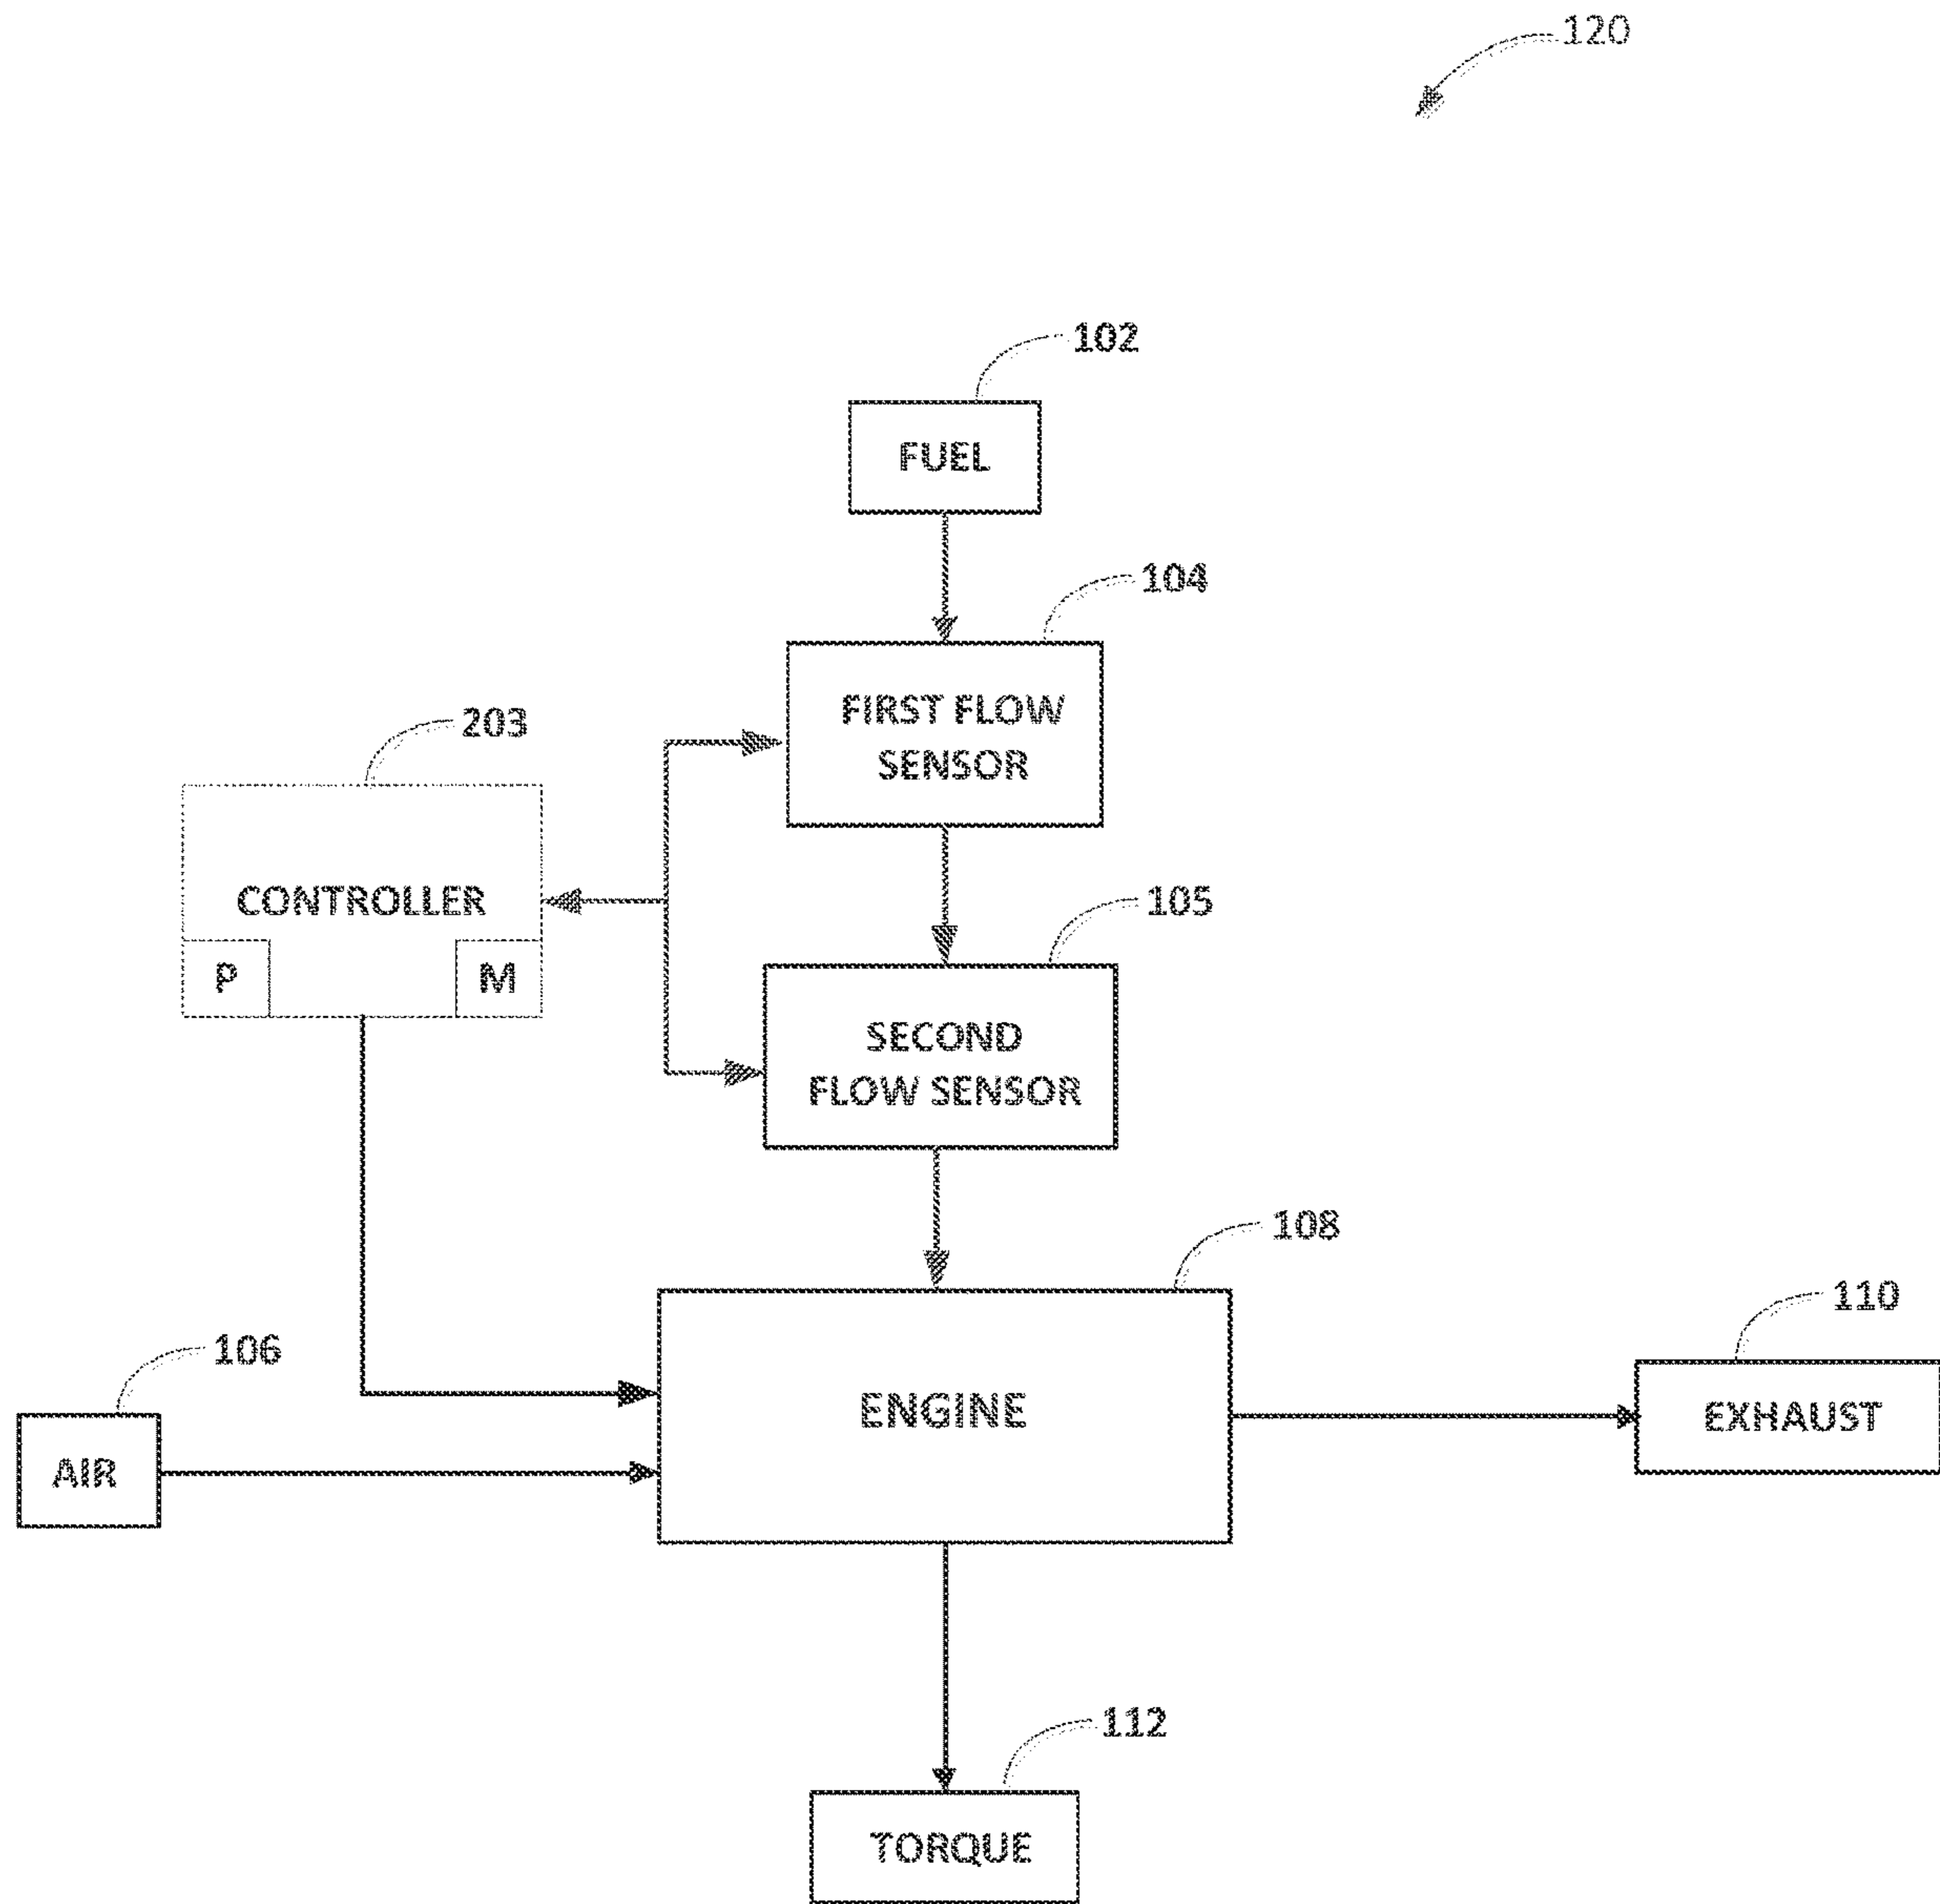 120
102
FUEL
104
FIRST FLOW
SENSOR
203
CONTROLLER
P
M
105
SECOND
FLOW SENSOR
108
ENGINE
110
EXHAUST
106
AIR
112
TORQUE